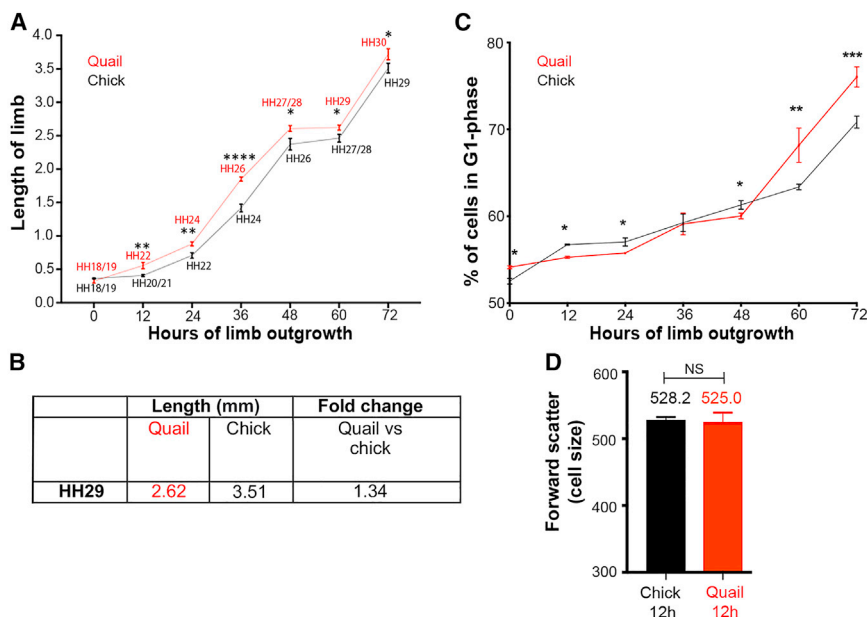 A
Quail
Chick
Length of limb
4.0
3.5
3.0
2.5
2.0
1.5
1.0
0.5
0.0
HH18/19
HH18/19
**
HH22
HH20/21
**
HH24
HH22
****
HH26
HH24
*
HH27/28
HH26
*
HH29
HH27/28
*
HH30
HH29
0 12 24 36 48 60 72
Hours of limb outgrowth
B
Length (mm) Fold change
Quail Chick Quail vs
chick
HH29 2.62 3.51 1.34
C
Quail
Chick
% of cells in G1-phase
80
70
60
50
*
*
*
*
**
***
0 12 24 36 48 60 72
Hours of limb outgrowth
D
NS
528.2 525.0
Forward scatter
(cell size)
600
500
400
300
Chick Quail
12h 12h